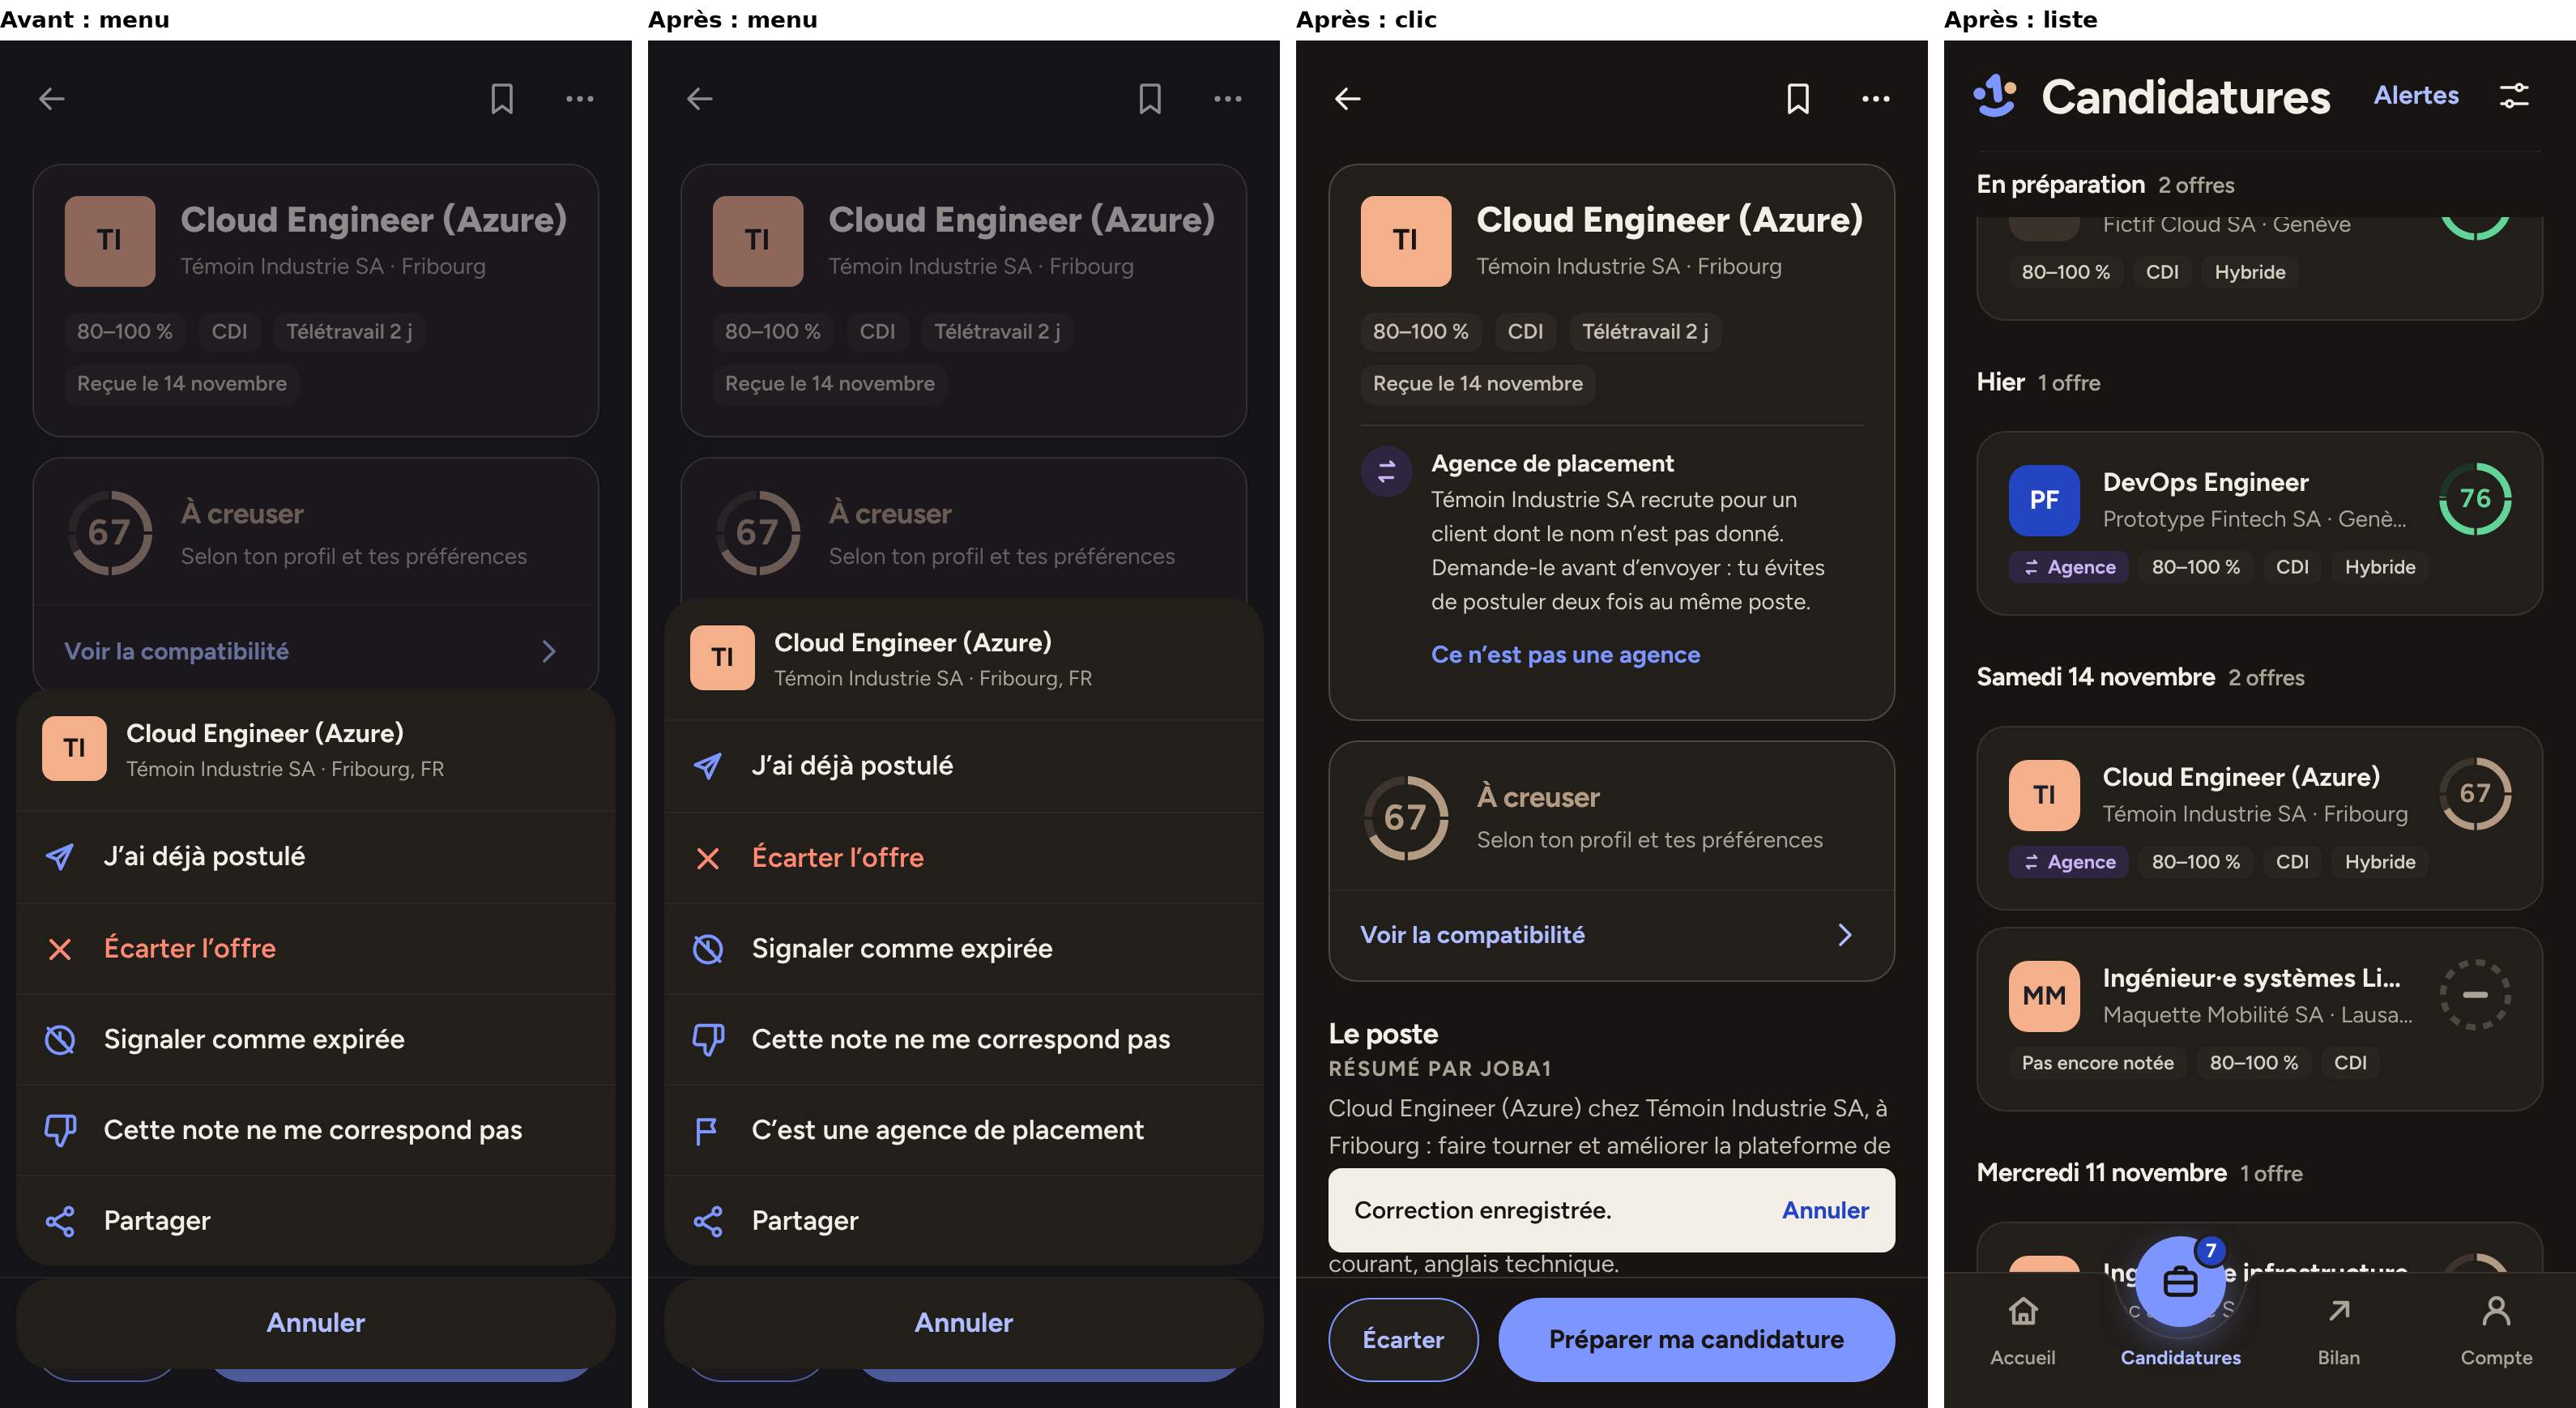 Avant : menu
TI
Cloud Engineer (Azure)
Témoin Industrie SA · Fribourg
80–100 %
CDI
Télétravail 2 j
Reçue le 14 novembre
67
À creuser
Selon ton profil et tes préférences
Voir la compatibilité
TI
Cloud Engineer (Azure)
Témoin Industrie SA · Fribourg, FR
J’ai déjà postulé
Écarter l’offre
Signaler comme expirée
Cette note ne me correspond pas
Partager
Annuler
Après : menu
TI
Cloud Engineer (Azure)
Témoin Industrie SA · Fribourg
80–100 %
CDI
Télétravail 2 j
Reçue le 14 novembre
67
À creuser
Selon ton profil et tes préférences
TI
Cloud Engineer (Azure)
Témoin Industrie SA · Fribourg, FR
J’ai déjà postulé
Écarter l’offre
Signaler comme expirée
Cette note ne me correspond pas
C’est une agence de placement
Partager
Annuler
Après : clic
TI
Cloud Engineer (Azure)
Témoin Industrie SA · Fribourg
80–100 %
CDI
Télétravail 2 j
Reçue le 14 novembre
Agence de placement
Témoin Industrie SA recrute pour un
client dont le nom n’est pas donné.
Demande-le avant d’envoyer : tu évites
de postuler deux fois au même poste.
Ce n’est pas une agence
67
À creuser
Selon ton profil et tes préférences
Voir la compatibilité
Le poste
RÉSUMÉ PAR JOBA1
Cloud Engineer (Azure) chez Témoin Industrie SA, à
Fribourg : faire tourner et améliorer la plateforme de
Correction enregistrée.
Annuler
courant, anglais technique.
Écarter
Préparer ma candidature
Après : liste
Candidatures
Alertes
En préparation 2 offres
Fictif Cloud SA · Genève
80–100 %
CDI
Hybride
Hier 1 offre
PF
DevOps Engineer
Prototype Fintech SA · Genè...
76
Agence
80–100 %
CDI
Hybride
Samedi 14 novembre 2 offres
TI
Cloud Engineer (Azure)
Témoin Industrie SA · Fribourg
67
Agence
80–100 %
CDI
Hybride
MM
Ingénieur·e systèmes Li...
Maquette Mobilité SA · Lausa...
Pas encore notée
80–100 %
CDI
Mercredi 11 novembre 1 offre
7
infrastructure
Accueil
Candidatures
Bilan
Compte